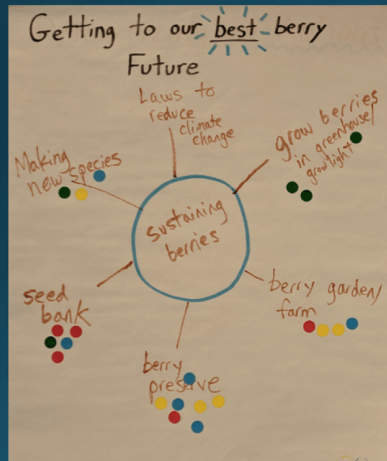 Getting to our best berry
Future
Laws to
reduce
climate
change
grow berries
in greenhouse/
growlight
Making
new species
sustaining
berries
seed
bank
berry garden/
farm
berry
preserve